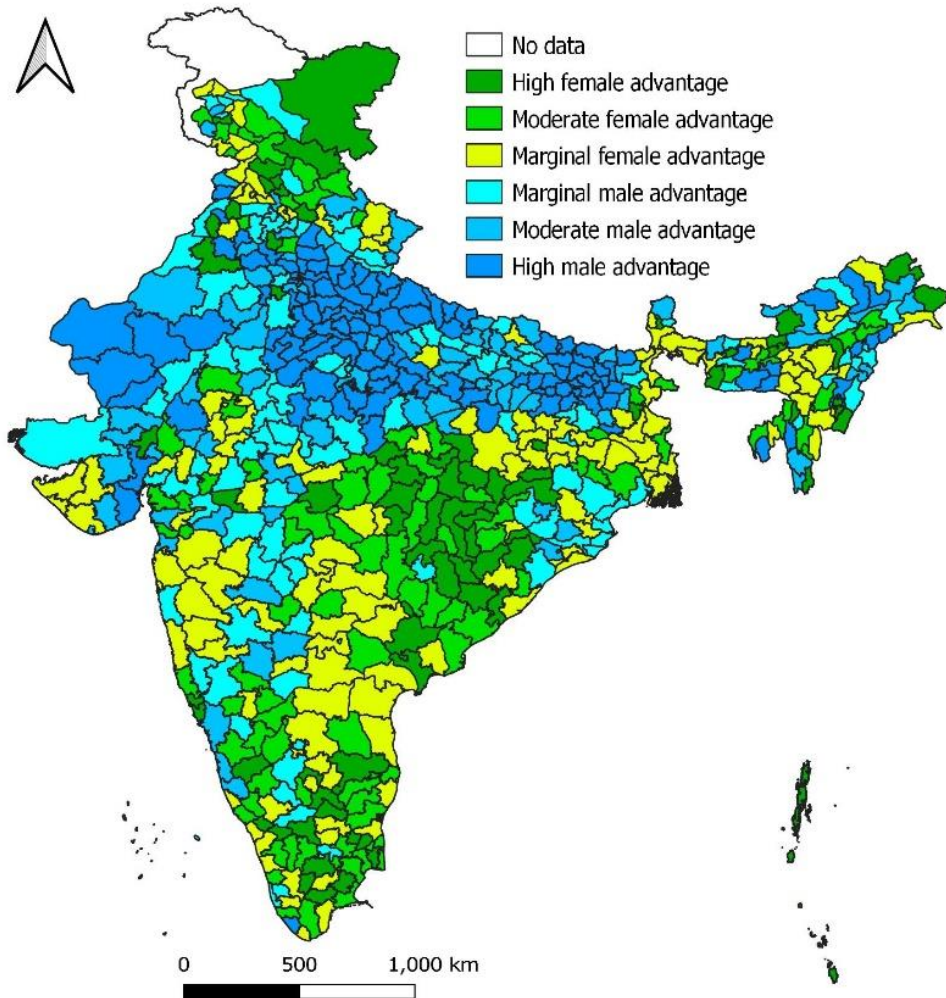 No data
High female advantage
Moderate female advantage
Marginal female advantage
Marginal male advantage
Moderate male advantage
High male advantage
0 500 1,000 km